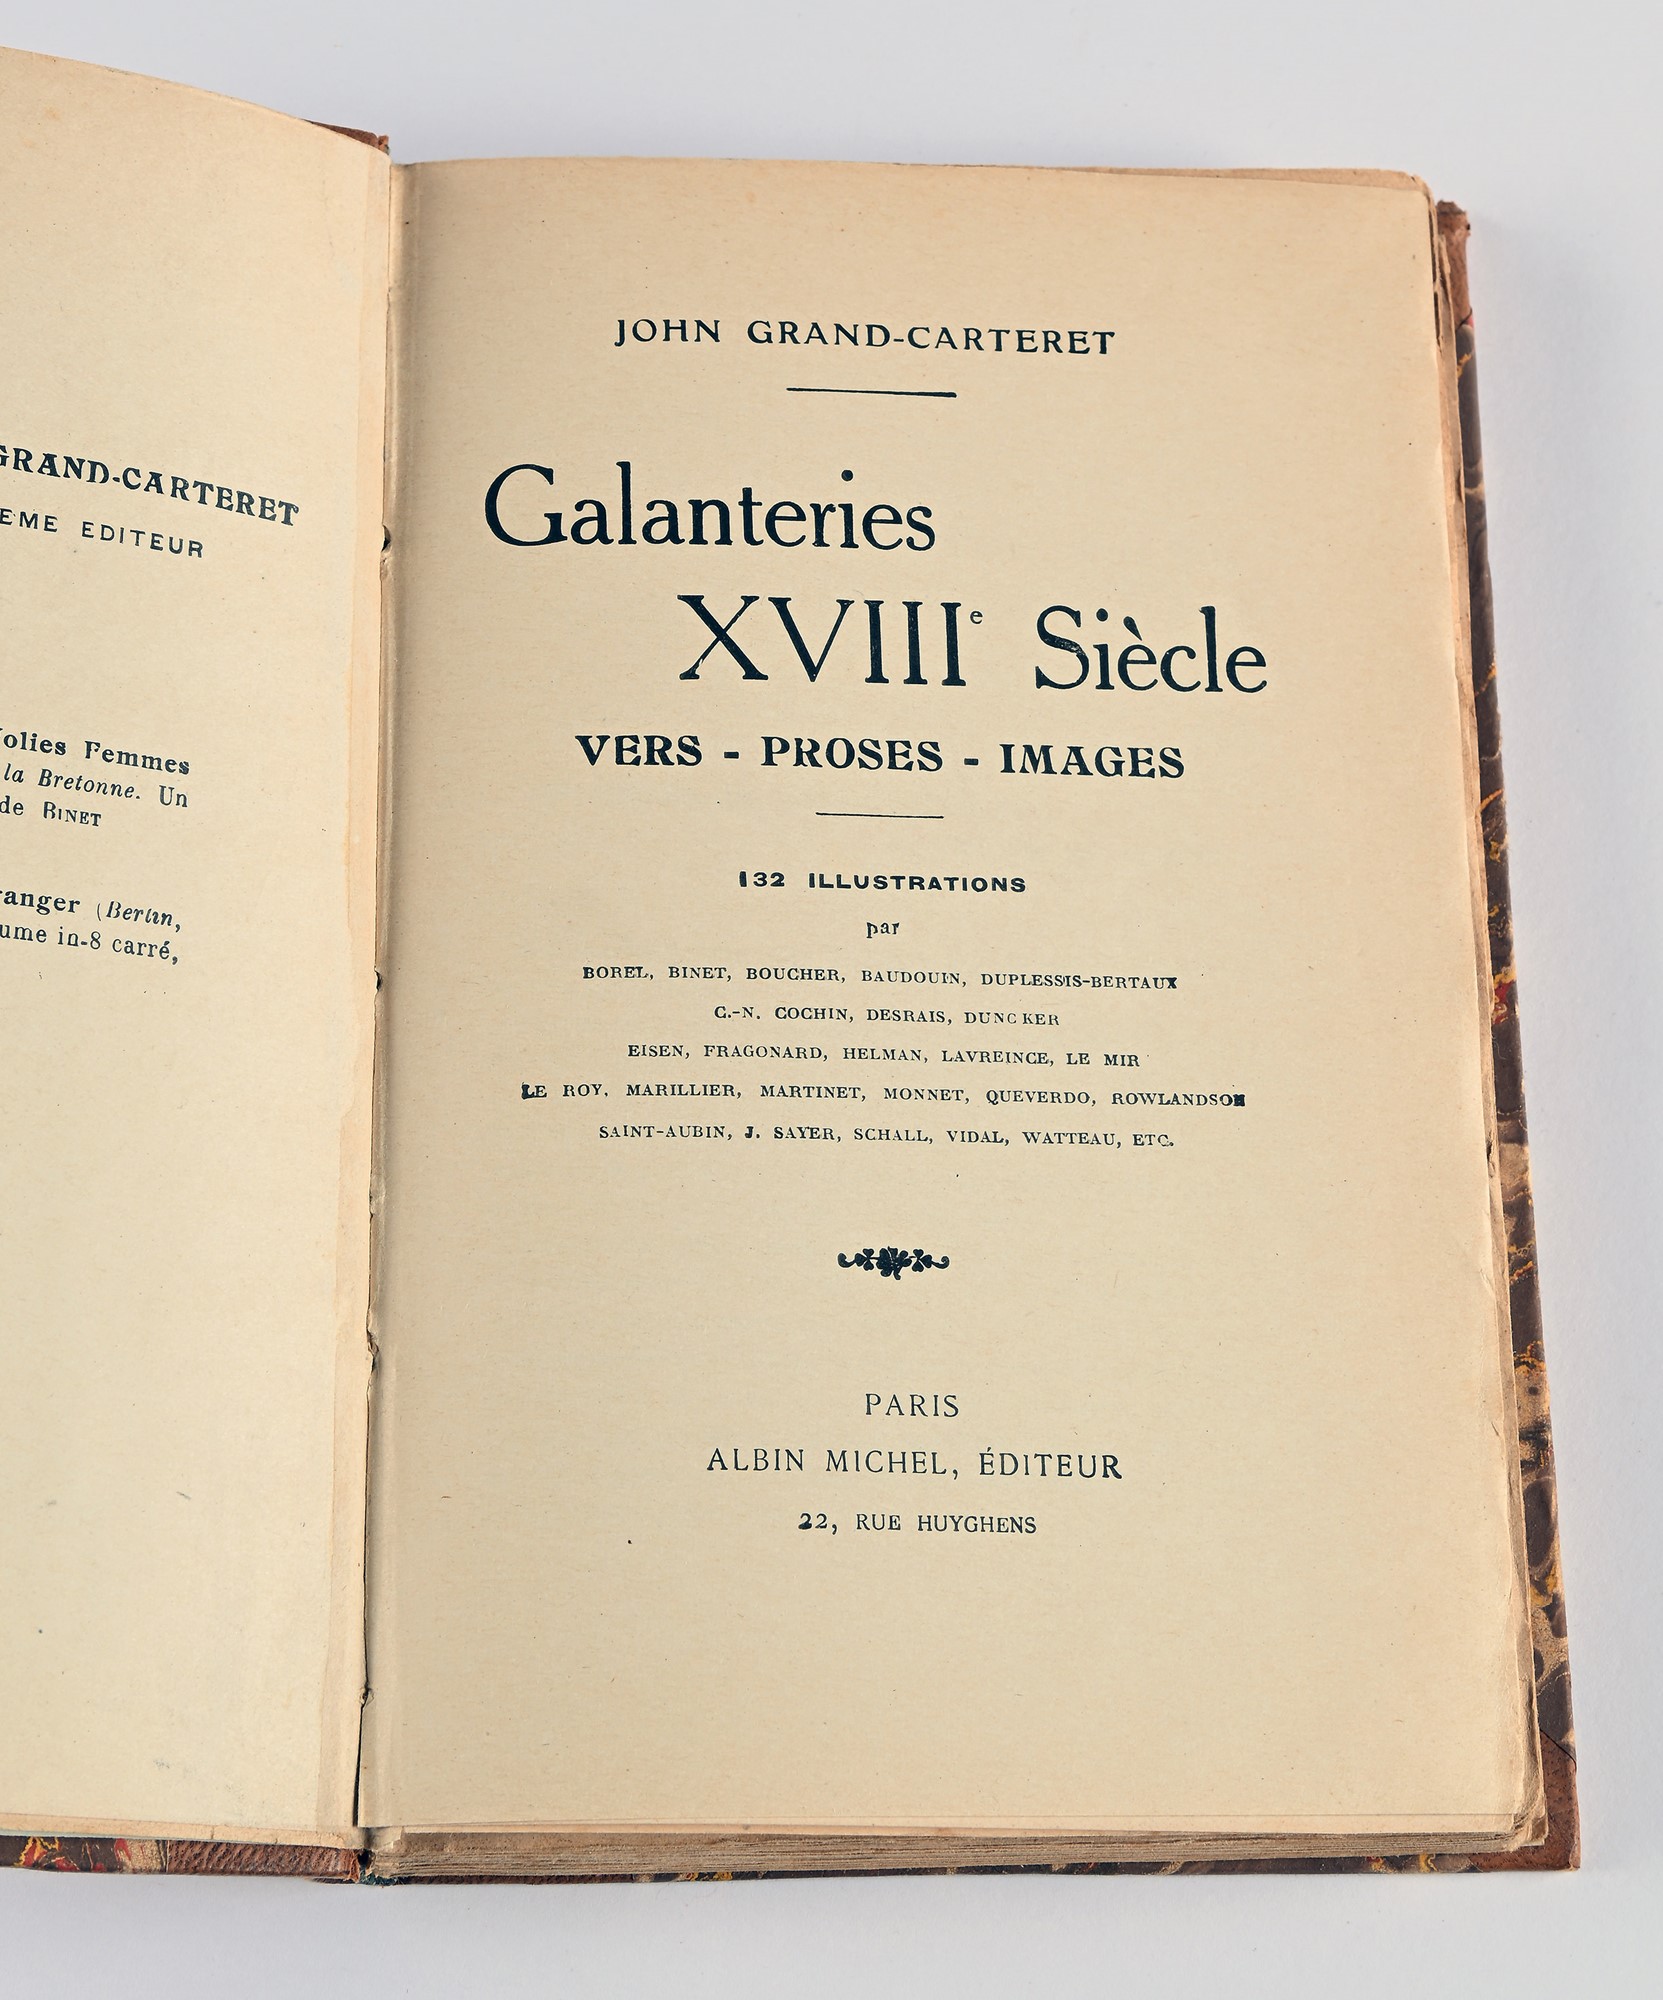 GRAND-CARTERET
EME EDITEUR
Jolies Femmes
la Bretonne. Un
de BINET
anger (Berlin,
ume in-8 carré,
JOHN GRAND-CARTERET
Galanteries
XVIIIe Siècle
VERS - PROSES - IMAGES
132 ILLUSTRATIONS
par
BOREL, BINET, BOUCHER, BAUDOUIN, DUPLESSIS-BERTAUX
C.-N. COCHIN, DESRAIS, DUNCKER
EISEN, FRAGONARD, HELMAN, LAVREINCE, LE MIR
LE ROY, MARILLIER, MARTINET, MONNET, QUEVERDO, ROWLANDSON
SAINT-AUBIN, J. SAYER, SCHALL, VIDAL, WATTEAU, ETC.
PARIS
ALBIN MICHEL, ÉDITEUR
22, RUE HUYGHENS